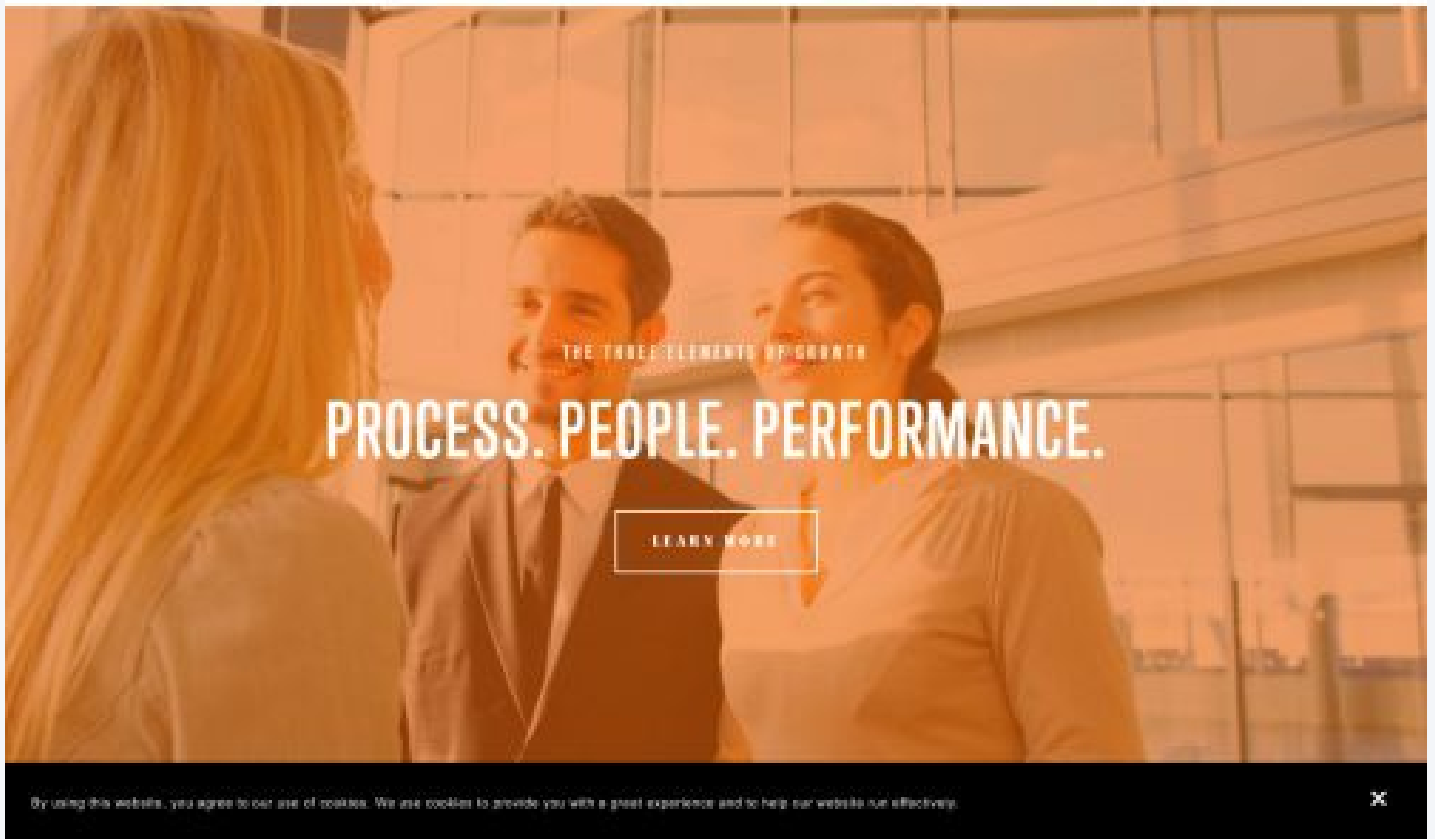 THE THREE ELEMENTS OF GROWTH
PROCESS. PEOPLE. PERFORMANCE.
LEARN MORE
By using this website, you agree to our use of cookies. We use cookies to provide you with a great experience and to help our website run effectively.